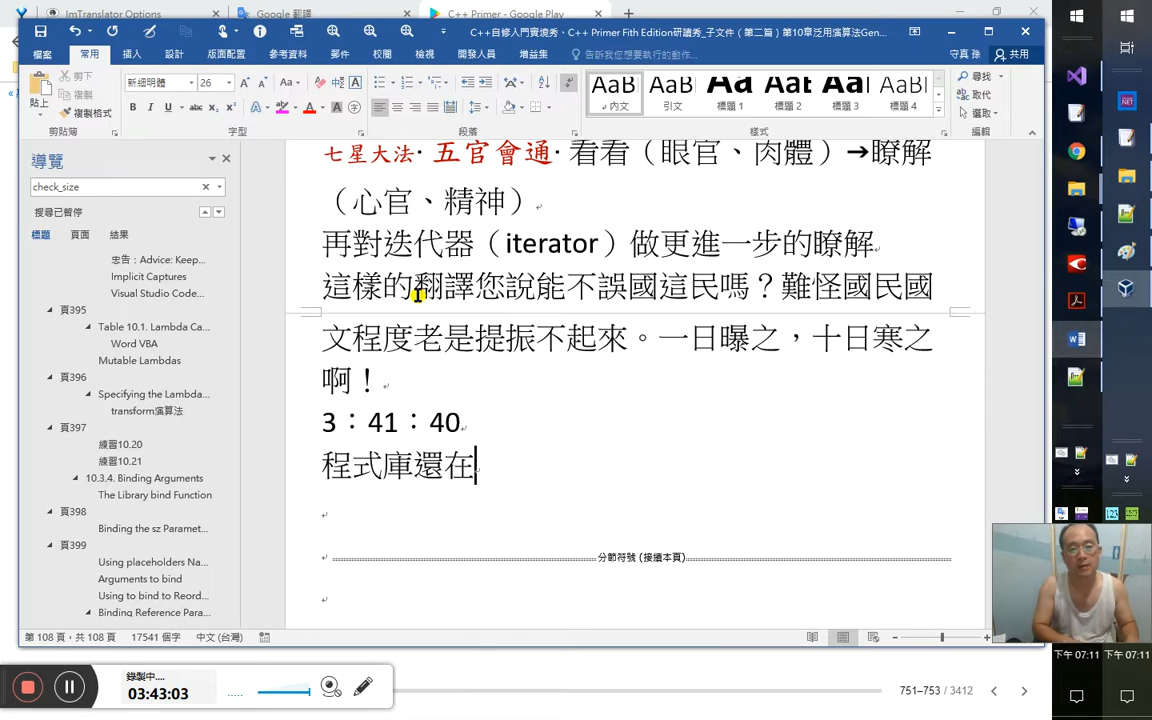 ImTranslator Options
Google 翻譯
C++ Primer - Google Play
C++自修入門實境秀、C++ Primer Fifth Edition研讀秀_子文件（第二篇）第10章泛用演算法Gen...
檔案 常用 插入 設計 版面配置 參考資料 郵件 校閱 檢視 開發人員 增益集 告訴我您想要執行的動作... 守真 孫 共用
貼上 剪下 複製 複製格式
新細明體 26
AaB AaB Aa Aat Aal AaBl
內文 引文 標題 1 標題 2 標題 3 標題 4
尋找 取代 選取
剪貼簿 字型 段落 樣式 編輯
導覽
check_size
搜尋已暫停
標題 頁面 結果
忠告：Advice: Keep...
Implicit Captures
Visual Studio Code...
頁395
Table 10.1. Lambda Ca...
Word VBA
Mutable Lambdas
頁396
Specifying the Lambda...
transform演算法
頁397
練習10.20
練習10.21
10.3.4. Binding Arguments
The Library bind Function
頁398
Binding the sz Paramet...
頁399
Using placeholders Na...
Arguments to bind
Using to bind to Reord...
Binding Reference Para...
七星大法·五官會通·看看（眼官、肉體）→瞭解
（心官、精神）
再對迭代器（iterator）做更進一步的瞭解
這樣的翻譯您說能不誤國這民嗎？難怪國民國
文程度老是提振不起來。一日曝之，十日寒之
啊！
3：41：40
程式庫還在
分節符號 (接續本頁)
第 108 頁，共 108 頁 17541 個字 中文 (台灣)
錄製中....
03:43:03
751–753 / 3412
下午 07:11 下午 07:11